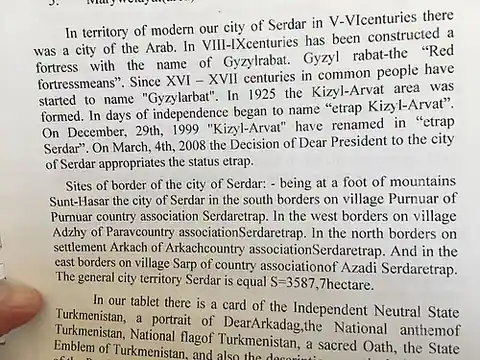 In territory of modern our city of Serdar in V-VIcenturies there
was a city of the Arab. In VIII-IXcenturies has been constructed a
fortress with the name of Gyzylrabat. Gyzyl rabat-the “Red
fortressmeans”. Since XVI – XVII centuries in common people have
started to name "Gyzylarbat". In 1925 the Kizyl-Arvat area was
formed. In days of independence began to name “etrap Kizyl-Arvat”.
On December, 29th, 1999 "Kizyl-Arvat" have renamed in “etrap
Serdar”. On March, 4th, 2008 the Decision of Dear President to the city
of Serdar appropriates the status etrap.
Sites of border of the city of Serdar: - being at a foot of mountains
Sunt-Hasar the city of Serdar in the south borders on village Purnuar of
Purnuar country association Serdaretrap. In the west borders on village
Adzhy of Paravcountry associationSerdaretrap. In the north borders on
settlement Arkach of Arkachcountry associationSerdaretrap. And in the
east borders on village Sarp of country associationof Azadi Serdaretrap.
The general city territory Serdar is equal S=3587,7hectare.
In our tablet there is a card of the Independent Neutral State
Turkmenistan, a portrait of DearArkadag,the National anthemof
Turkmenistan, National flagof Turkmenistan, a sacred Oath, the State
Emblem of Turkmenistan, and also the